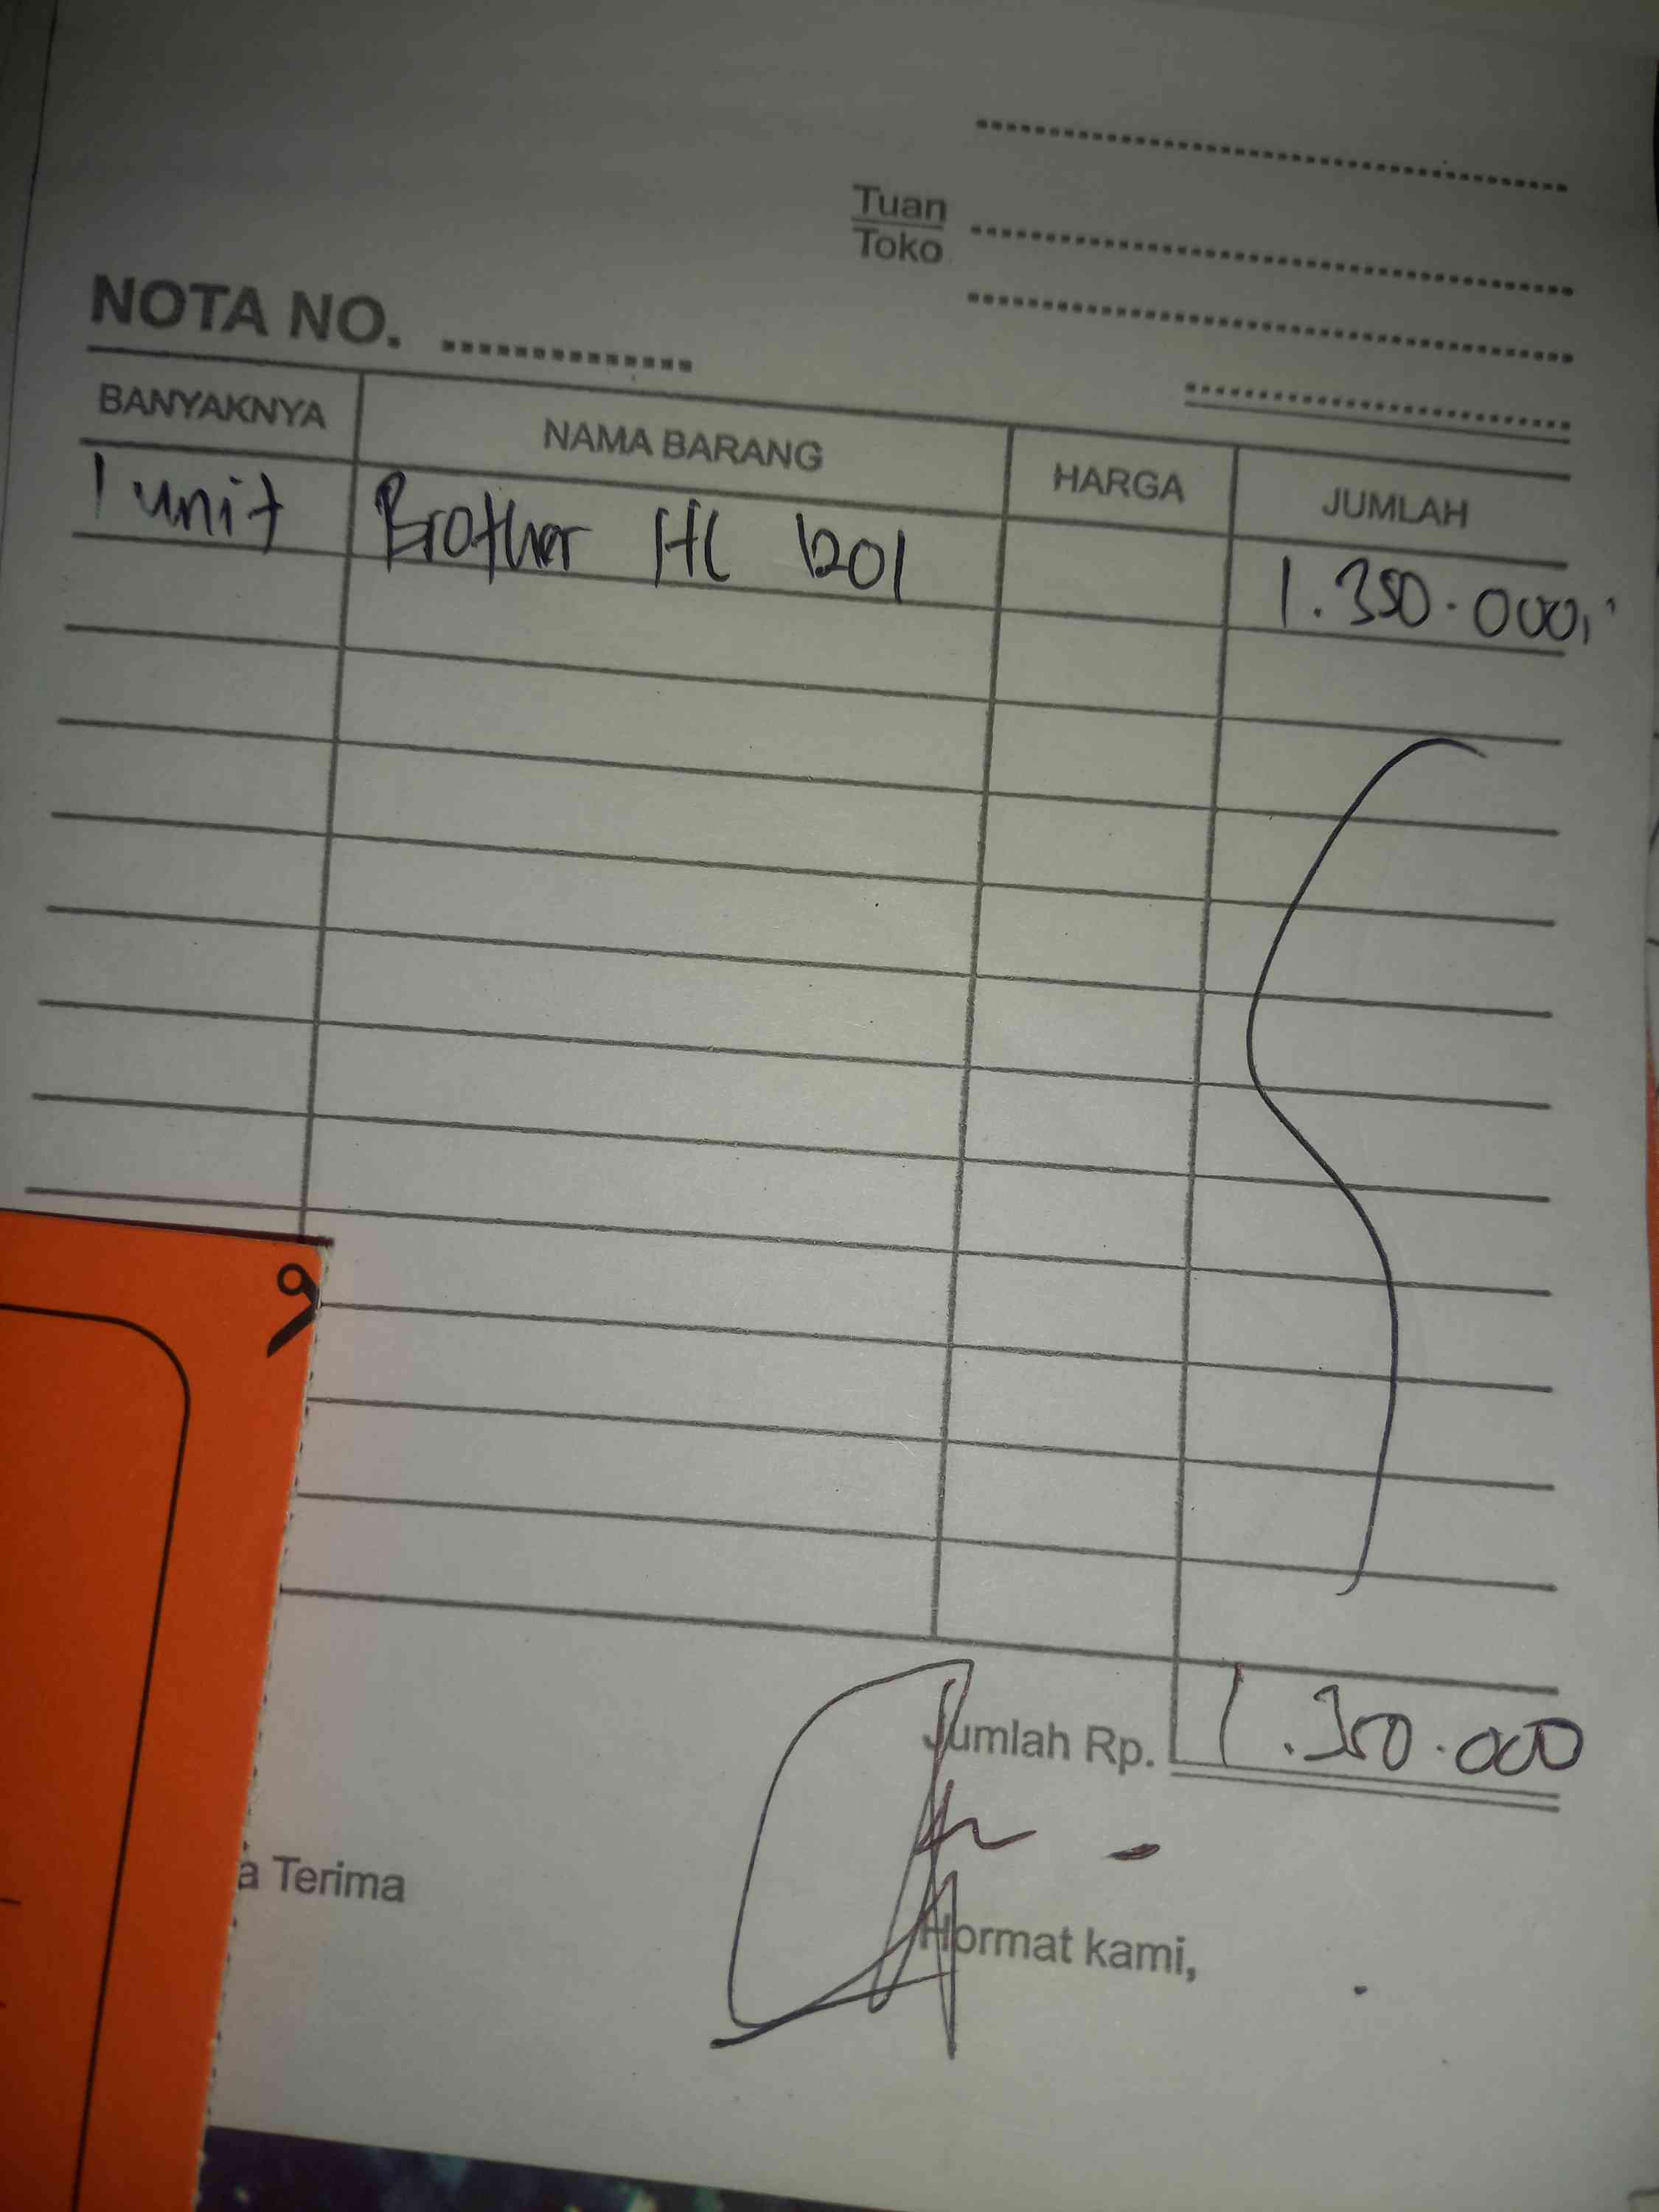 Tuan
Toko
NOTA NO.
BANYAKNYA NAMA BARANG HARGA JUMLAH
1 unit Brother HL 1201 1.350.000,-
Jumlah Rp. 1.350.000
a Terima
Hormat kami,